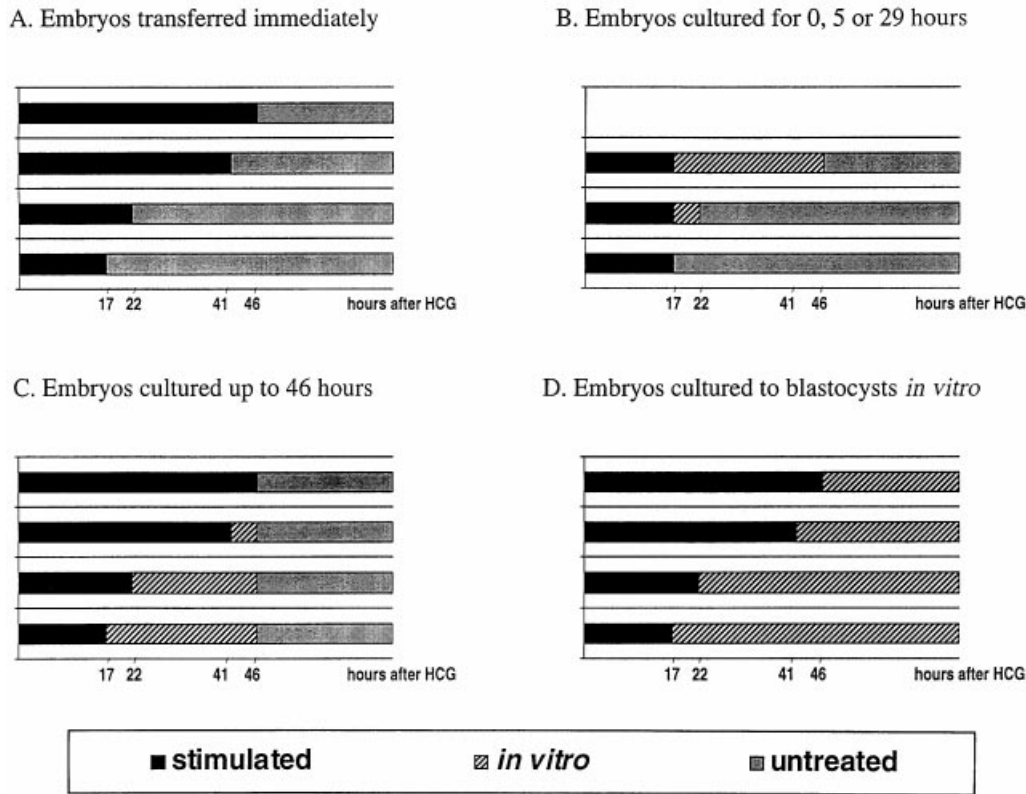 A. Embryos transferred immediately
B. Embryos cultured for 0, 5 or 29 hours
17 22 41 46 hours after HCG
17 22 41 46 hours after HCG
C. Embryos cultured up to 46 hours
D. Embryos cultured to blastocysts in vitro
17 22 41 46 hours after HCG
17 22 41 46 hours after HCG
stimulated in vitro untreated